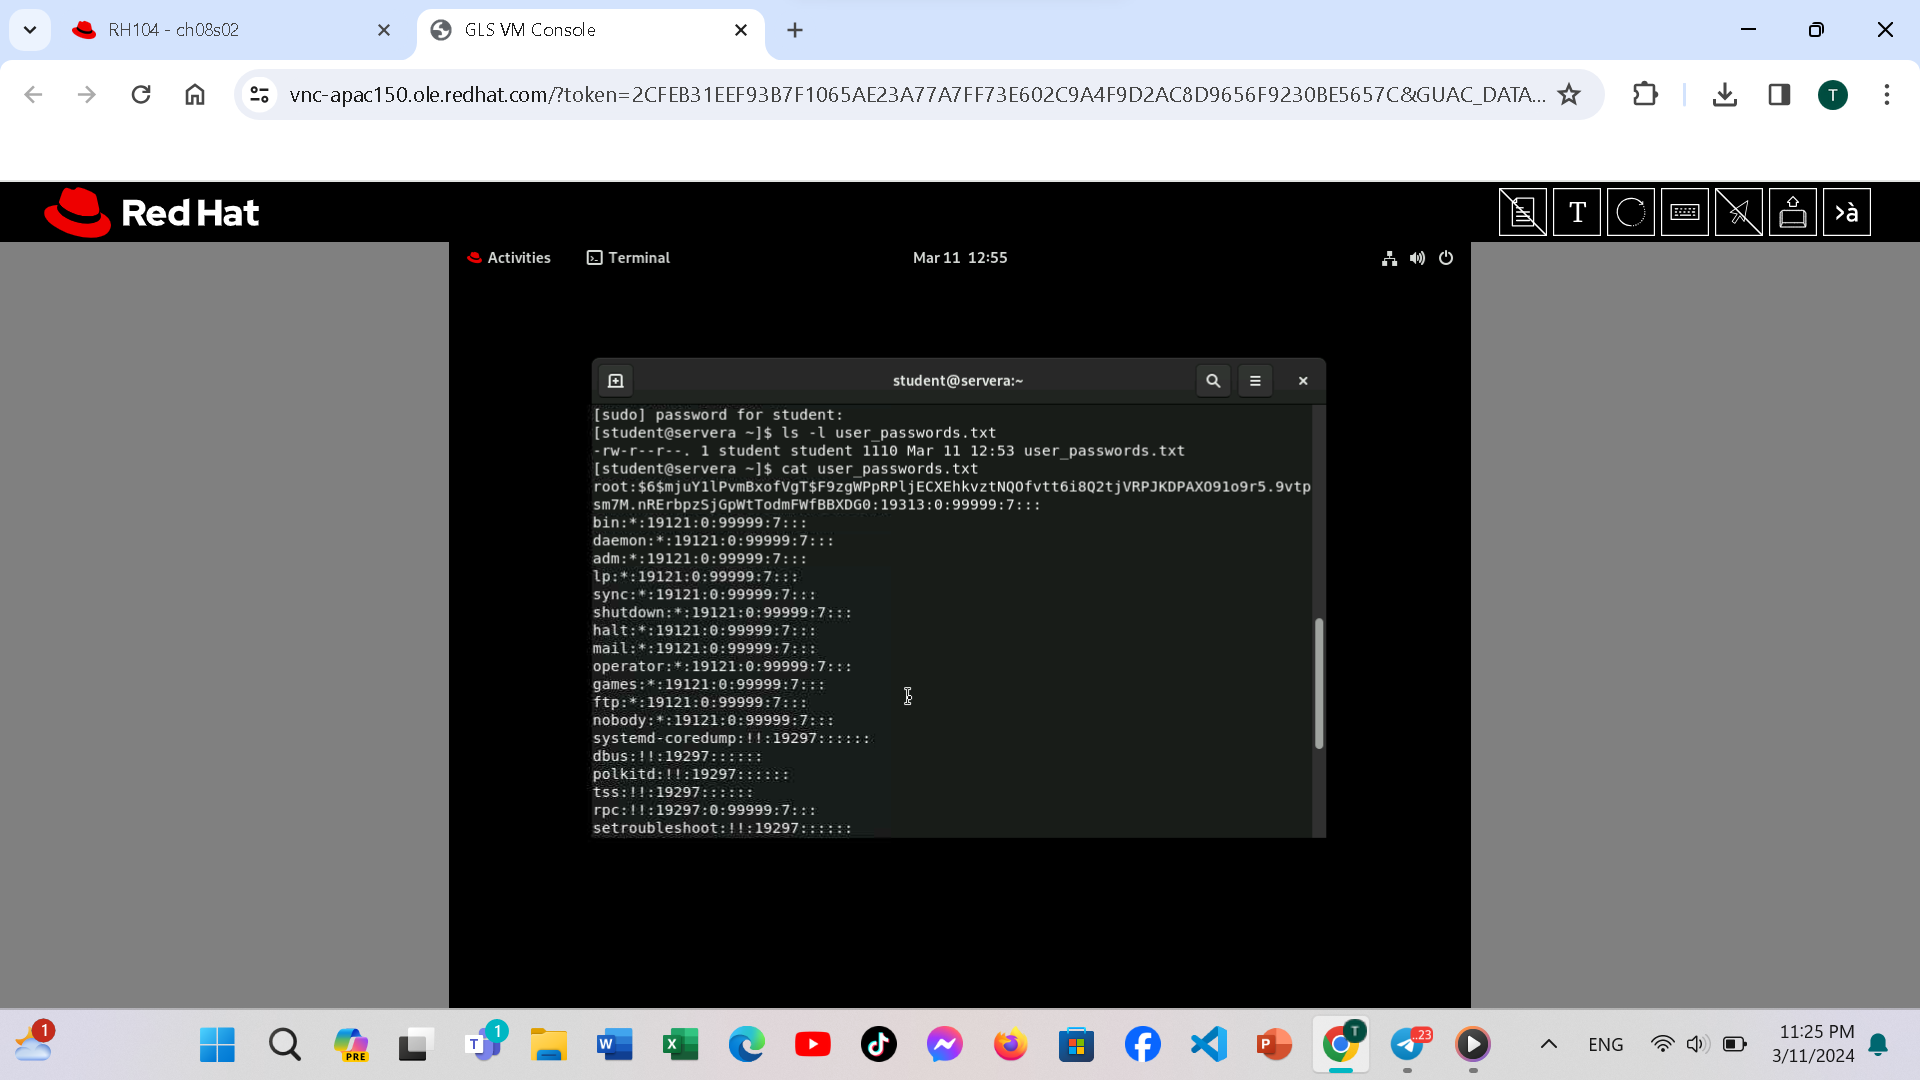 RH104 - ch08s02
GLS VM Console
vnc-apac150.ole.redhat.com/?token=2CFEB31EEF93B7F1065AE23A77A7FF73E602C9A4F9D2AC8D9656F9230BE5657C&GUAC_DATA...
T
Red Hat
T
>à
Activities
Terminal
Mar 11 12:55
student@servera:~
[sudo] password for student:
[student@servera ~]$ ls -l user_passwords.txt
-rw-r--r--. 1 student student 1110 Mar 11 12:53 user_passwords.txt
[student@servera ~]$ cat user_passwords.txt
root:$6$mjuY1lPvmBxofVgT$F9zgWPpRPljECXEhkvztNQOfvtt6i8Q2tjVRPJKDPAXO91o9r5.9vtp
sm7M.nRErbpzSjGpWtTodmFWfBBXDG0:19313:0:99999:7:::
bin:*:19121:0:99999:7:::
daemon:*:19121:0:99999:7:::
adm:*:19121:0:99999:7:::
lp:*:19121:0:99999:7:::
sync:*:19121:0:99999:7:::
shutdown:*:19121:0:99999:7:::
halt:*:19121:0:99999:7:::
mail:*:19121:0:99999:7:::
operator:*:19121:0:99999:7:::
games:*:19121:0:99999:7:::
ftp:*:19121:0:99999:7:::
nobody:*:19121:0:99999:7:::
systemd-coredump:!!:19297::::::
dbus:!!:19297::::::
polkitd:!!:19297::::::
tss:!!:19297::::::
rpc:!!:19297:0:99999:7:::
setroubleshoot:!!:19297::::::
1
PRE
T
1
W
X
P
T
..23
ENG
11:25 PM
3/11/2024